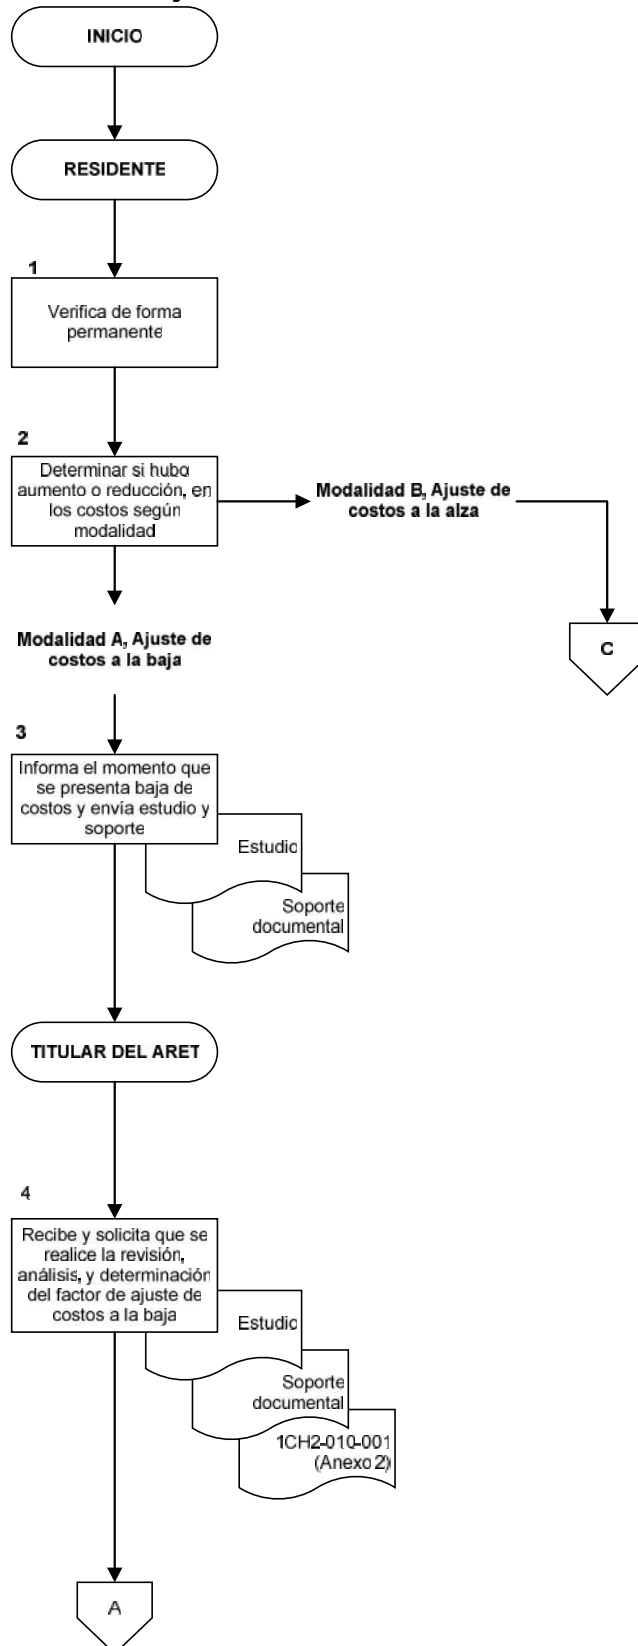 INICIO
RESIDENTE
1
Verifica de forma
permanente
2
Determinar si hubo
aumento o reducción, en
los costos según
modalidad
Modalidad B, Ajuste de
costos a la alza
C
Modalidad A, Ajuste de
costos a la baja
3
Informa el momento que
se presenta baja de
costos y envía estudio y
soporte
Estudio
Soporte
documental
TITULAR DEL ARET
4
Recibe y solicita que se
realice la revisión,
análisis, y determinación
del factor de ajuste de
costos a la baja
Estudio
Soporte
documental
1CH2-010-001
(Anexo 2)
A